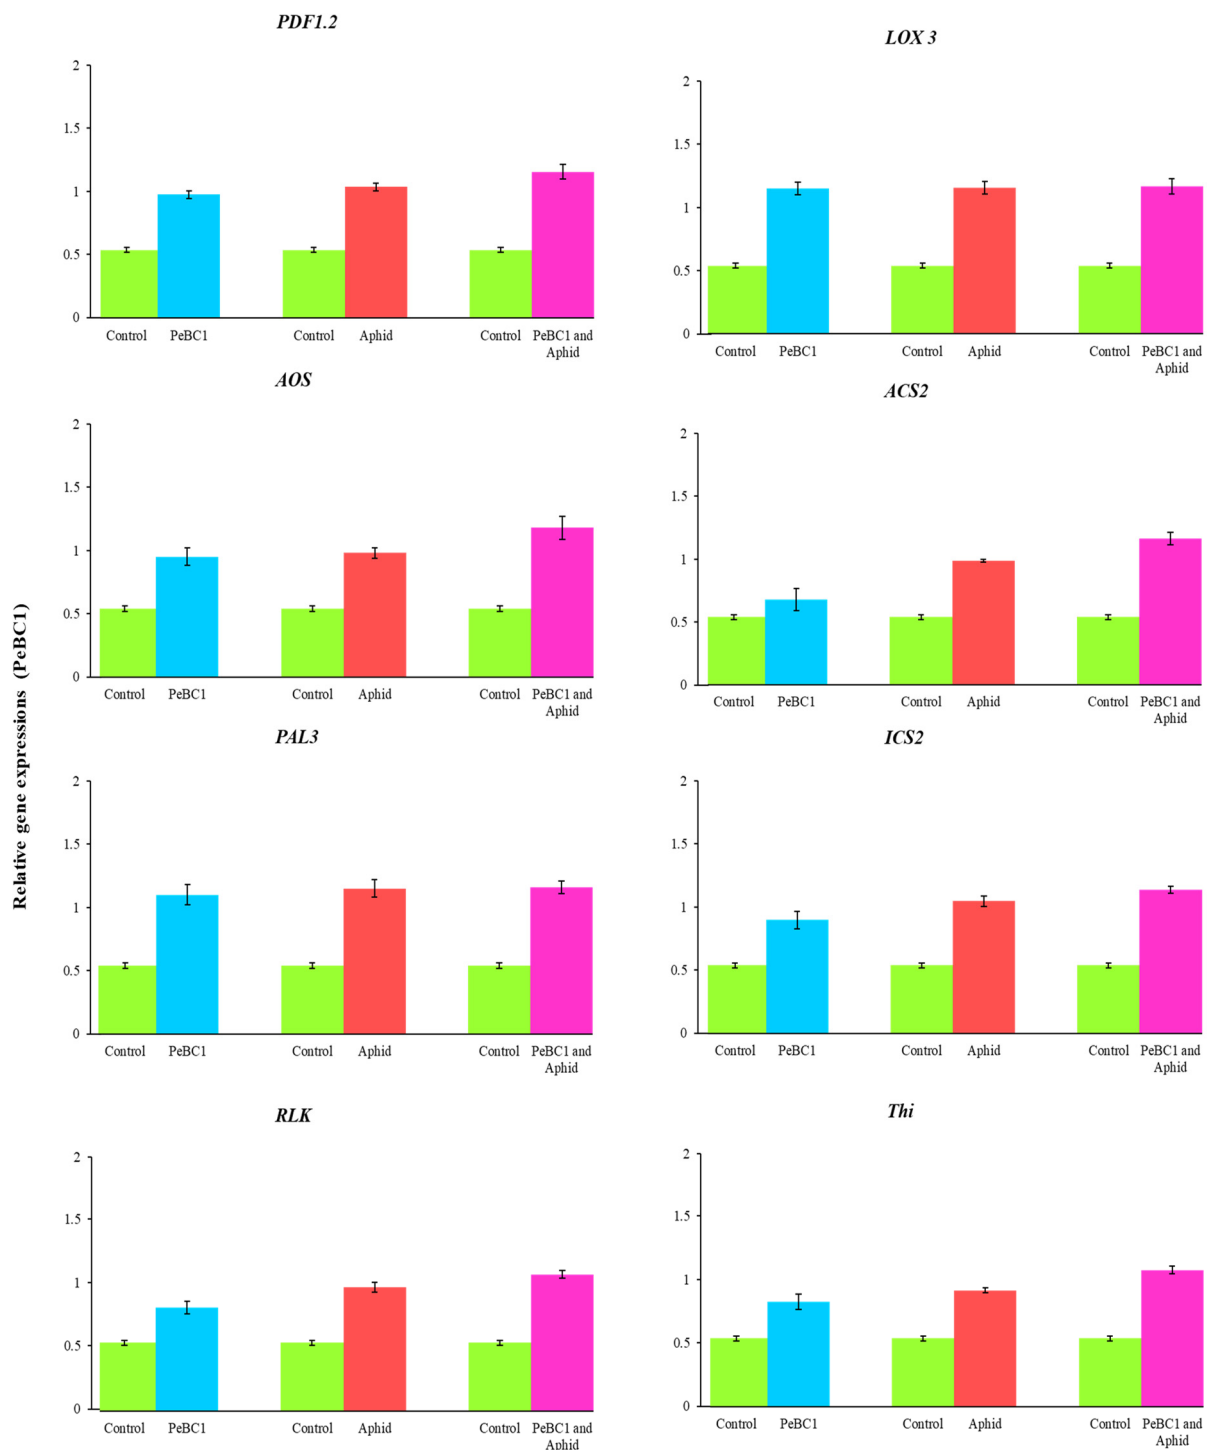 PDF1.2
2
1.5
1
0.5
0
Control PeBC1 Control Aphid Control PeBC1 and
Aphid
LOX 3
2
1.5
1
0.5
0
Control PeBC1 Control Aphid Control PeBC1 and
Aphid
AOS
2
1.5
1
0.5
0
Control PeBC1 Control Aphid Control PeBC1 and
Aphid
ACS2
2
1.5
1
0.5
0
Control PeBC1 Control Aphid Control PeBC1 and
Aphid
Relative gene expressions (PeBC1)
PAL3
2
1.5
1
0.5
0
Control PeBC1 Control Aphid Control PeBC1 and
Aphid
ICS2
2
1.5
1
0.5
0
Control PeBC1 Control Aphid Control PeBC1 and
Aphid
RLK
2
1.5
1
0.5
0
Control PeBC1 Control Aphid Control PeBC1 and
Aphid
Thi
2
1.5
1
0.5
0
Control PeBC1 Control Aphid Control PeBC1 and
Aphid